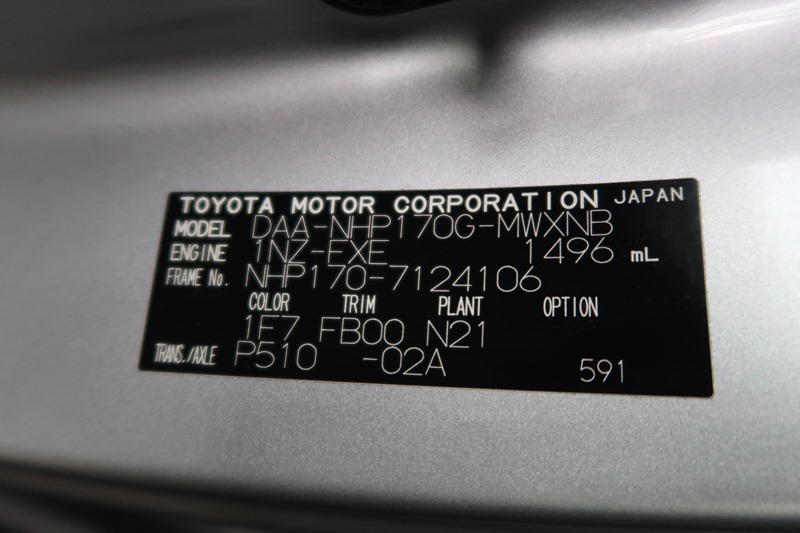 TOYOTA MOTOR CORPORATION JAPAN
MODEL DAA-NHP170G-MWXNB
ENGINE 1NZ-FXE 1496 mL
FRAME No. NHP170-7124106
COLOR TRIM PLANT OPTION
1F7 FB00 N21
TRANS./AXLE P510 -02A 591